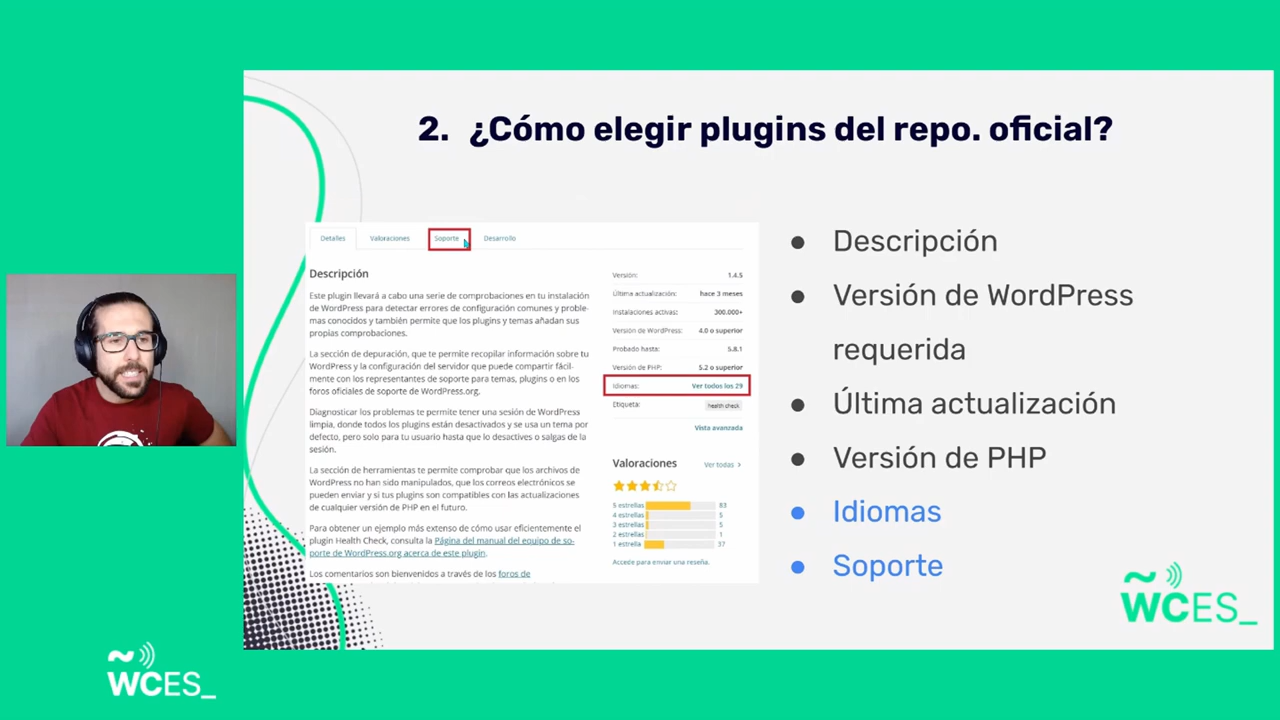 2. ¿Cómo elegir plugins del repo. oficial?
Detalles
Valoraciones
Soporte
Desarrollo
Descripción
Este plugin llevará a cabo una serie de comprobaciones en tu instalación
de WordPress para detectar errores de configuración comunes y proble-
mas conocidos y también permite que los plugins y temas añadan sus
propias comprobaciones.
La sección de depuración, que te permite recopilar información sobre tu
WordPress y la configuración del servidor que puede compartir fácil-
mente con los representantes de soporte para temas, plugins o en los
foros oficiales de soporte de WordPress.org.
Diagnosticar los problemas te permite tener una sesión de WordPress
limpia, donde todos los plugins están desactivados y se usa un tema por
defecto, pero solo para tu usuario hasta que lo desactives o salgas de la
sesión.
La sección de herramientas te permite comprobar que los archivos de
WordPress no han sido manipulados, que los correos electrónicos se
pueden enviar y si tus plugins son compatibles con las actualizaciones
de cualquier versión de PHP en el futuro.
Para obtener un ejemplo más extenso de cómo usar eficientemente el
plugin Health Check, consulta la Página del manual del equipo de so-
porte de WordPress.org acerca de este plugin.
Los comentarios son bienvenidos a través de los foros de
Versión: 1.4.5
Última actualización: hace 3 meses
Instalaciones activas: 300.000+
Versión de WordPress: 4.0 o superior
Probado hasta: 5.8.1
Versión de PHP: 5.2 o superior
Idiomas: Ver todos los 29
Etiqueta: health check
Vista avanzada
Valoraciones Ver todas >
5 estrellas 83
4 estrellas 5
3 estrellas 5
2 estrellas 1
1 estrella 37
Accede para enviar una reseña.
● Descripción
● Versión de WordPress
requerida
● Última actualización
● Versión de PHP
● Idiomas
● Soporte
WCES_
WCES_